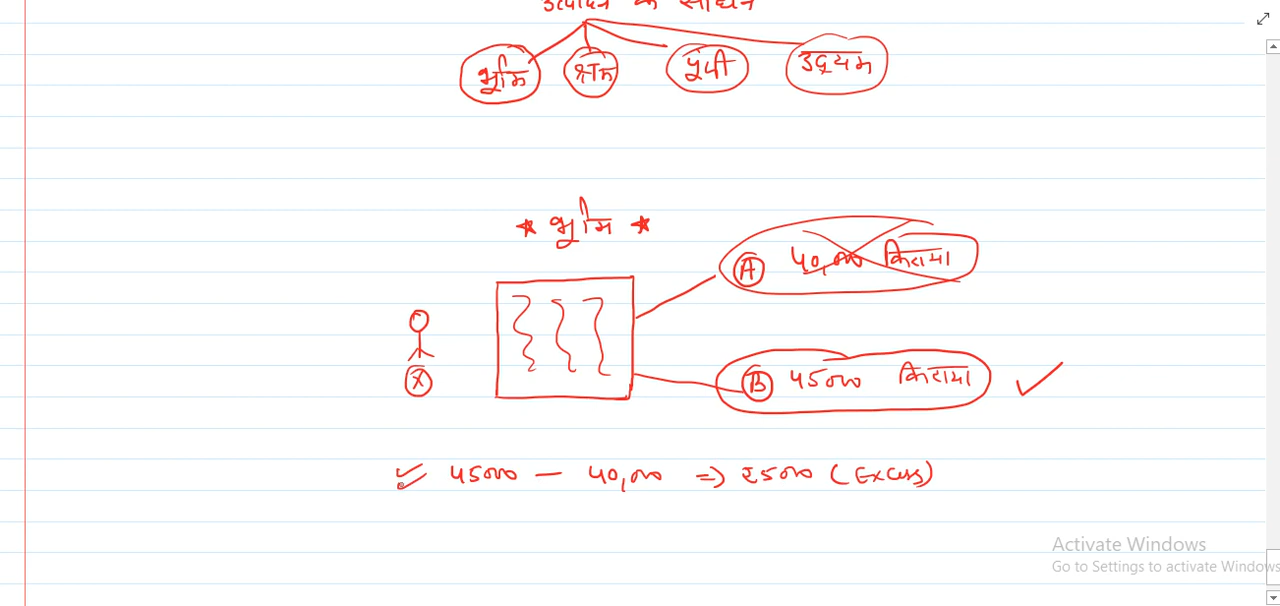 उत्पादन के साधन
भूमि श्रम पूंजी उद्यम
* भूमि *
A 40,000 किराया
X
B 45000 किराया
45000 — 40,000 => ₹5000 (Excess)
Activate Windows
Go to Settings to activate Windows